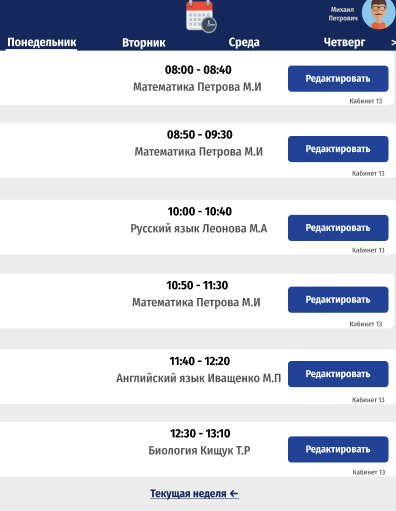 Михаил
Петрович
Понедельник Вторник Среда Четверг >
08:00 - 08:40
Математика Петрова М.И
Редактировать
Кабинет 13
08:50 - 09:30
Математика Петрова М.И
Редактировать
Кабинет 13
10:00 - 10:40
Русский язык Леонова М.А
Редактировать
Кабинет 13
10:50 - 11:30
Математика Петрова М.И
Редактировать
Кабинет 13
11:40 - 12:20
Английский язык Иващенко М.П
Редактировать
Кабинет 13
12:30 - 13:10
Биология Кищук Т.Р
Редактировать
Кабинет 13
Текущая неделя ←